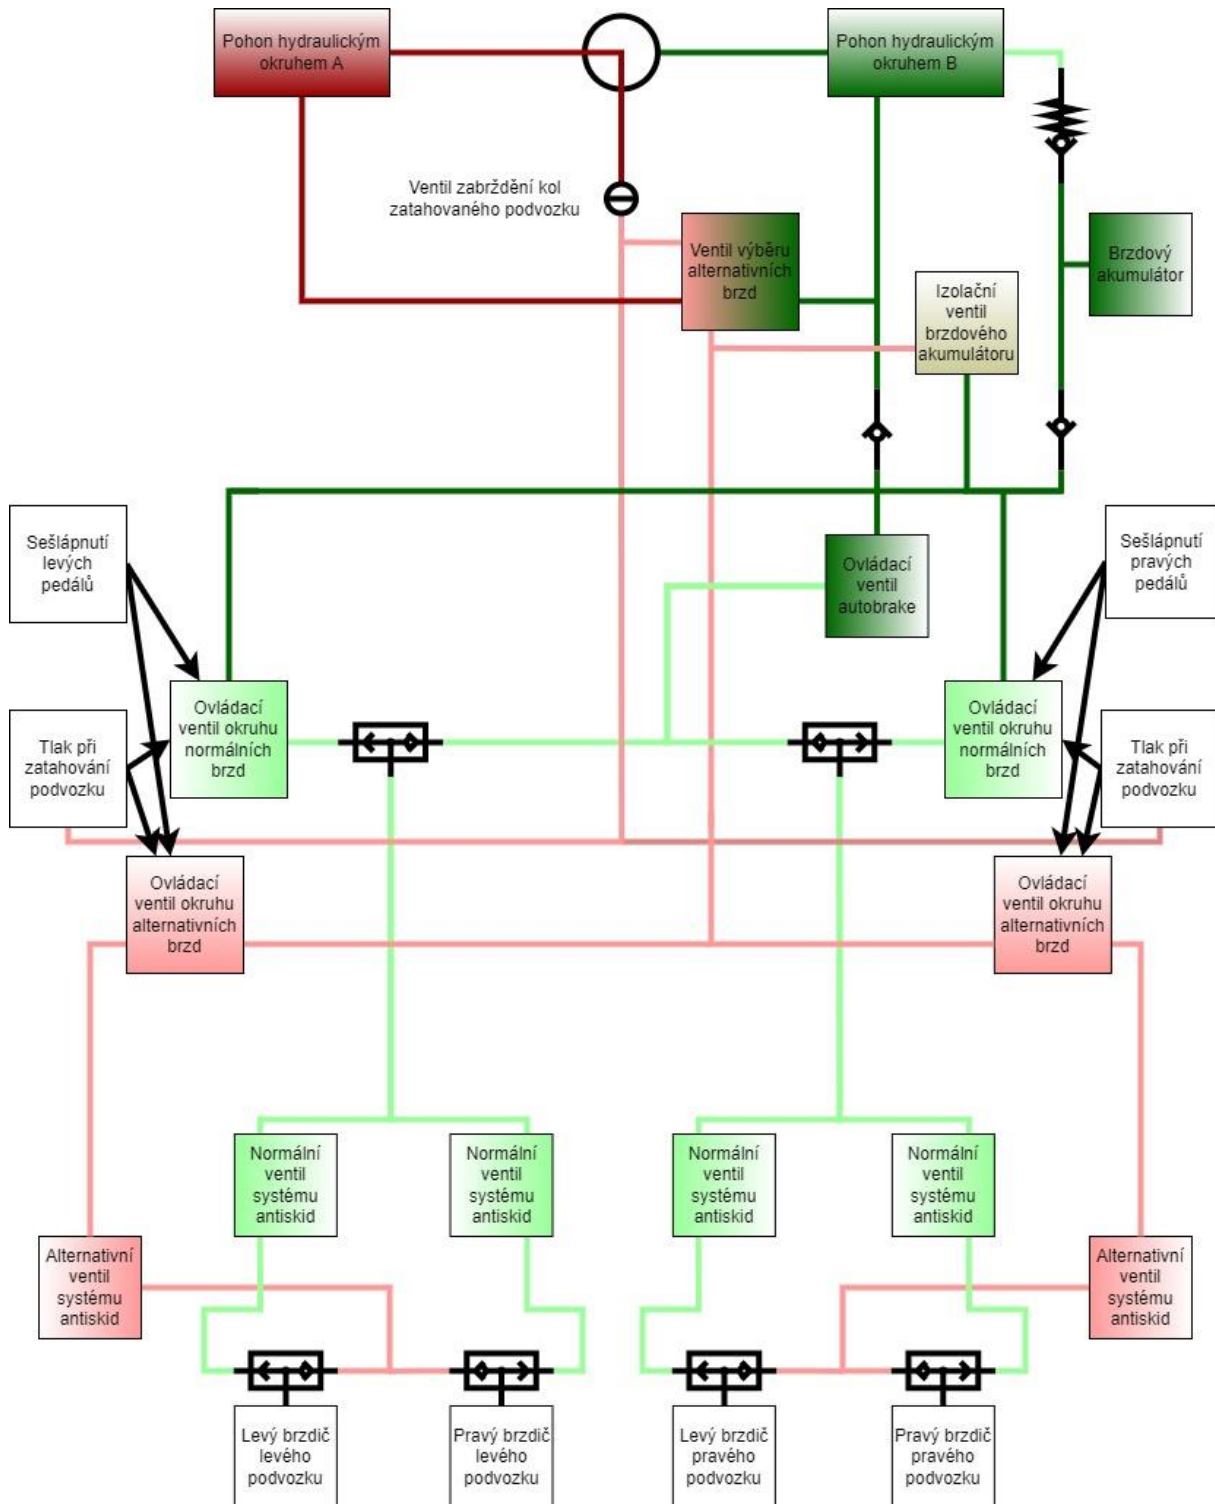 Pohon hydraulickým
okruhem A
Pohon hydraulickým
okruhem B
Ventil zabrždění kol
zatahovaného podvozku
Ventil výběru
alternativních
brzd
Brzdový
akumulátor
Izolační
ventil
brzdového
akumulátoru
Sešlápnutí
levých
pedálů
Ovládací
ventil
autobrake
Sešlápnutí
pravých
pedálů
Ovládací
ventil okruhu
normálních
brzd
Ovládací
ventil okruhu
normálních
brzd
Tlak při
zatahování
podvozku
Tlak při
zatahování
podvozku
Ovládací
ventil okruhu
alternativních
brzd
Ovládací
ventil okruhu
alternativních
brzd
Normální
ventil
systému
antiskid
Normální
ventil
systému
antiskid
Normální
ventil
systému
antiskid
Normální
ventil
systému
antiskid
Alternativní
ventil
systému
antiskid
Alternativní
ventil
systému
antiskid
Levý brzdič
levého
podvozku
Pravý brzdič
levého
podvozku
Levý brzdič
pravého
podvozku
Pravý brzdič
pravého
podvozku